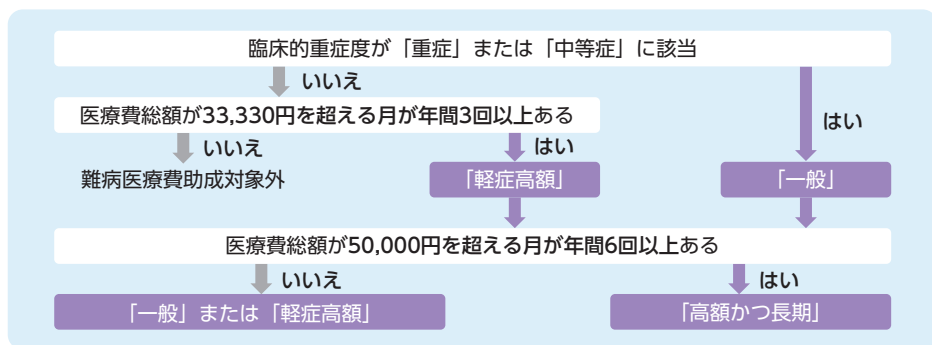 臨床的重症度が「重症」または「中等症」に該当
いいえ
医療費総額が33,330円を超える月が年間3回以上ある
はい
いいえ
はい
難病医療費助成対象外
「軽症高額」
「一般」
医療費総額が50,000円を超える月が年間6回以上ある
いいえ
はい
「一般」または「軽症高額」
「高額かつ長期」